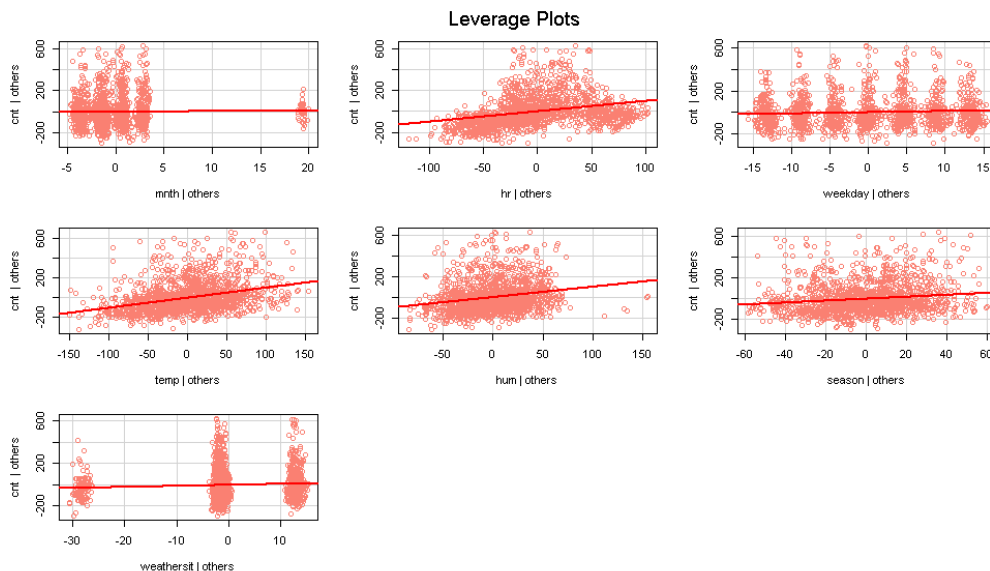 Leverage Plots
cnt | others
600
200
-200
-5 0 5 10 15 20
mnth | others
cnt | others
600
200
-200
-100 -50 0 50 100
hr | others
cnt | others
600
200
-200
-15 -10 -5 0 5 10 15
weekday | others
cnt | others
600
200
-200
-150 -100 -50 0 50 100 150
temp | others
cnt | others
600
200
-200
-50 0 50 100 150
hum | others
cnt | others
600
200
-200
-60 -40 -20 0 20 40 60
season | others
cnt | others
600
200
-200
-30 -20 -10 0 10
weathersit | others